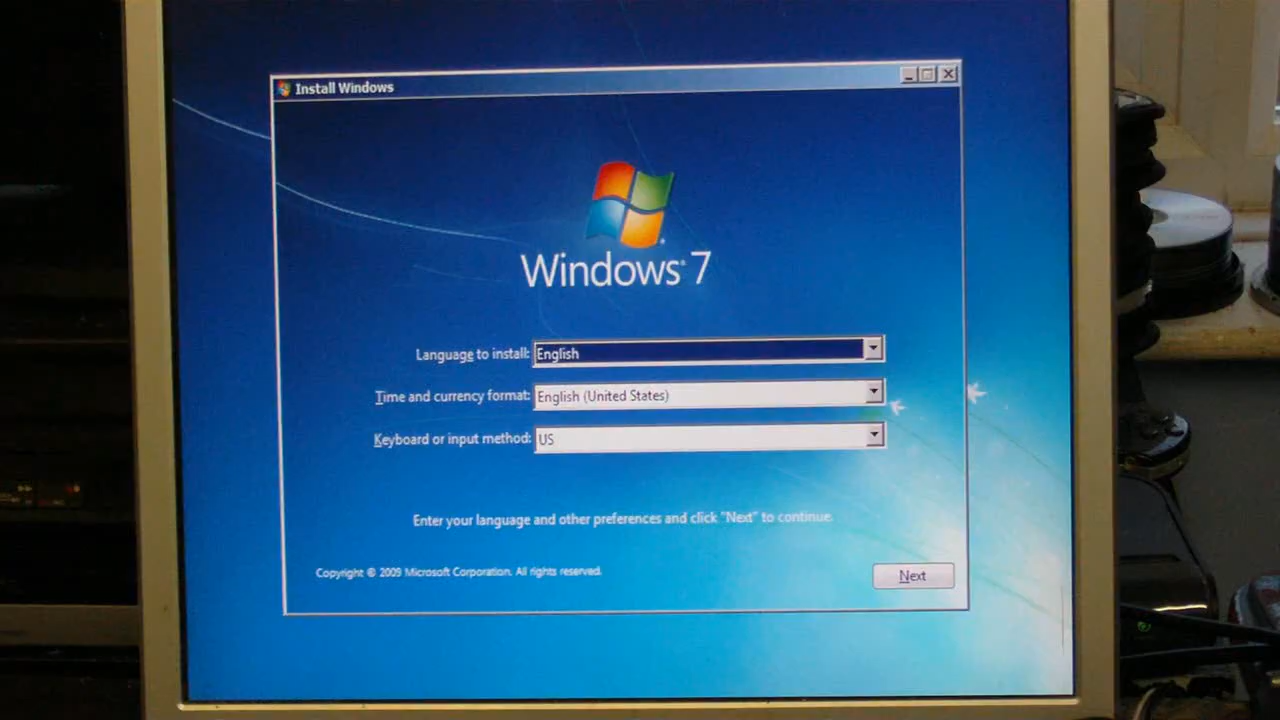 Install Windows
Windows® 7
Language to install: English
Time and currency format: English (United States)
Keyboard or input method: US
Enter your language and other preferences and click "Next" to continue.
Copyright © 2009 Microsoft Corporation. All rights reserved.
Next